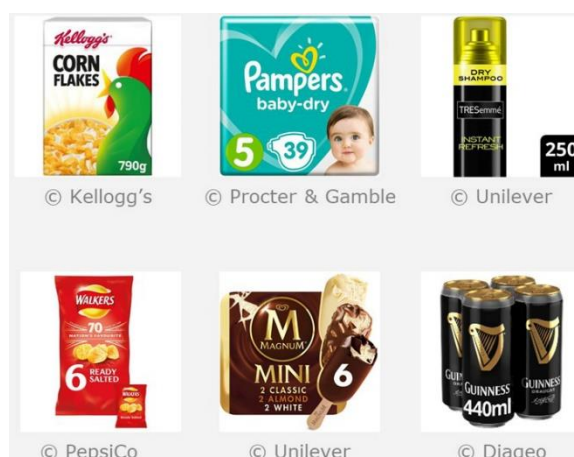 Kellogg's
CORN
FLAKES
790g
Pampers
baby-dry
5
39
DRY
SHAMPOO
TRESemmé
INSTANT
REFRESH
250
ml
© Kellogg's
© Procter & Gamble
© Unilever
WALKERS
70
6 READY
SALTED
M
MAGNUM
MINI
2 CLASSIC
2 ALMOND
2 WHITE
6
GUINNESS
440ml
© PepsiCo
© Unilever
© Diageo